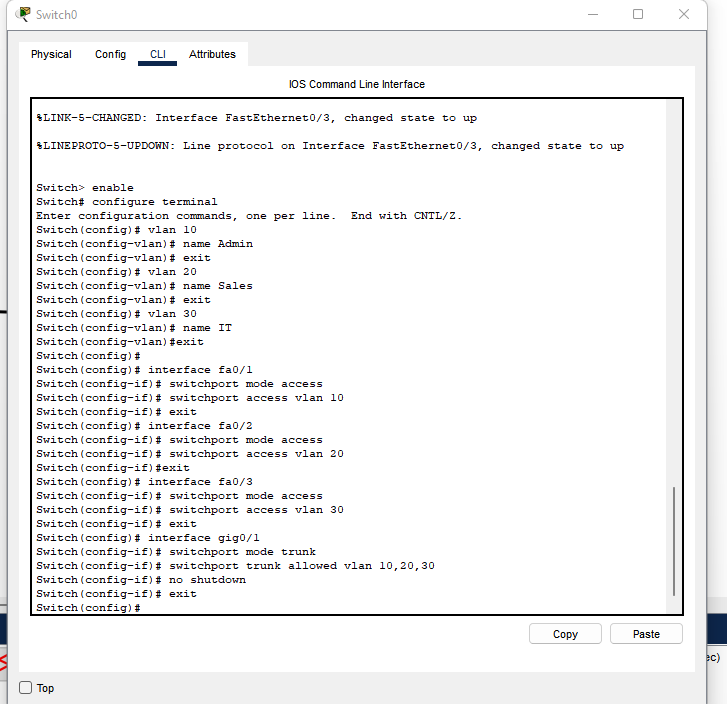 Switch0
Physical Config CLI Attributes
IOS Command Line Interface
%LINK-5-CHANGED: Interface FastEthernet0/3, changed state to up
%LINEPROTO-5-UPDOWN: Line protocol on Interface FastEthernet0/3, changed state to up
Switch> enable
Switch# configure terminal
Enter configuration commands, one per line.  End with CNTL/Z.
Switch(config)# vlan 10
Switch(config-vlan)# name Admin
Switch(config-vlan)# exit
Switch(config)# vlan 20
Switch(config-vlan)# name Sales
Switch(config-vlan)# exit
Switch(config)# vlan 30
Switch(config-vlan)# name IT
Switch(config-vlan)#exit
Switch(config)#
Switch(config)# interface fa0/1
Switch(config-if)# switchport mode access
Switch(config-if)# switchport access vlan 10
Switch(config-if)# exit
Switch(config)# interface fa0/2
Switch(config-if)# switchport mode access
Switch(config-if)# switchport access vlan 20
Switch(config-if)#exit
Switch(config)# interface fa0/3
Switch(config-if)# switchport mode access
Switch(config-if)# switchport access vlan 30
Switch(config-if)# exit
Switch(config)# interface gig0/1
Switch(config-if)# switchport mode trunk
Switch(config-if)# switchport trunk allowed vlan 10,20,30
Switch(config-if)# no shutdown
Switch(config-if)# exit
Switch(config)#
Copy Paste
ec)
Top